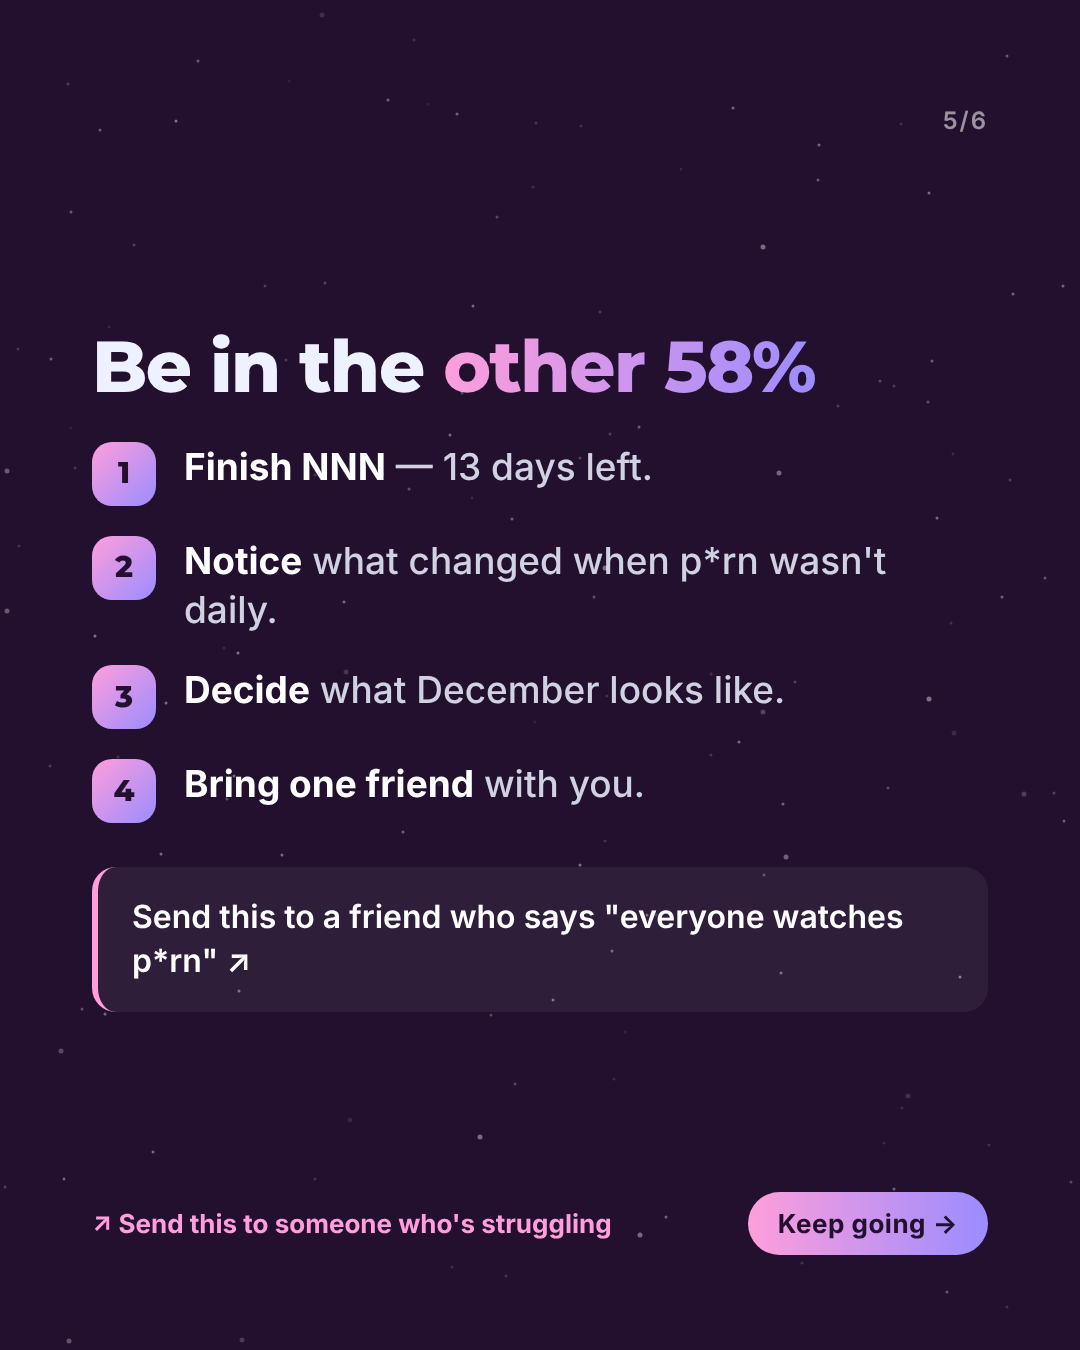 5/6
Be in the other 58%
1 Finish NNN — 13 days left.
2 Notice what changed when p*rn wasn't
daily.
3 Decide what December looks like.
4 Bring one friend with you.
Send this to a friend who says "everyone watches
p*rn" ↗
↗ Send this to someone who's struggling
Keep going →